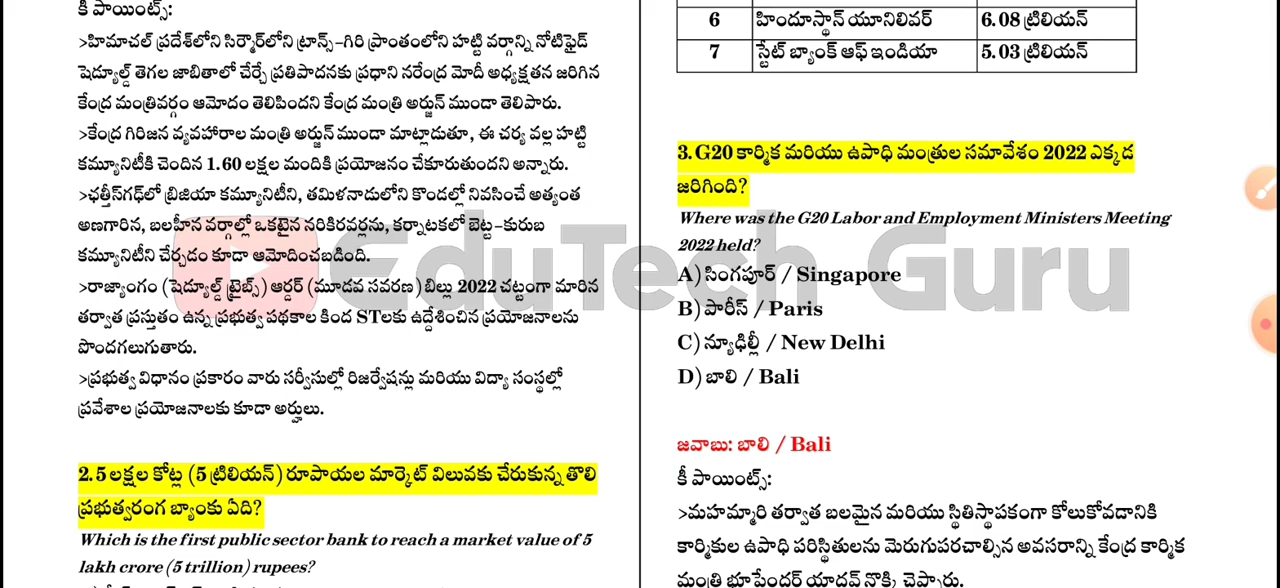 కీ పాయింట్స్:
>హిమాచల్ ప్రదేశ్‌లోని సిర్మౌర్‌లోని ట్రాన్స్-గిరి ప్రాంతంలోని హట్టి వర్గాన్ని నోటిఫైడ్
షెడ్యూల్డ్ తెగల జాబితాలో చేర్చే ప్రతిపాదనకు ప్రధాని నరేంద్ర మోదీ అధ్యక్షతన జరిగిన
కేంద్ర మంత్రివర్గం ఆమోదం తెలిపిందని కేంద్ర మంత్రి అర్జున్ ముండా తెలిపారు.
>కేంద్ర గిరిజన వ్యవహారాల మంత్రి అర్జున్ ముండా మాట్లాడుతూ, ఈ చర్య వల్ల హట్టి
కమ్యూనిటీకి చెందిన 1.60 లక్షల మందికి ప్రయోజనం చేకూరుతుందని అన్నారు.
>ఛత్తీస్‌గఢ్‌లో బ్రిజియా కమ్యూనిటీని, తమిళనాడులోని కొండల్లో నివసించే అత్యంత
అణగారిన, బలహీన వర్గాల్లో ఒకటైన నరికిరవర్లను, కర్నాటకలో బెట్ట-కురుబ
కమ్యూనిటీని చేర్చడం కూడా ఆమోదించబడింది.
>రాజ్యాంగం (షెడ్యూల్డ్ ట్రైబ్స్) ఆర్డర్ (మూడవ సవరణ) బిల్లు 2022 చట్టంగా మారిన
తర్వాత ప్రస్తుతం ఉన్న ప్రభుత్వ పథకాల కింద STలకు ఉద్దేశించిన ప్రయోజనాలను
పొందగలుగుతారు.
>ప్రభుత్వ విధానం ప్రకారం వారు సర్వీసుల్లో రిజర్వేషన్లు మరియు విద్యా సంస్థల్లో
ప్రవేశాల ప్రయోజనాలకు కూడా అర్హులు.
2.5 లక్షల కోట్ల (5 ట్రిలియన్) రూపాయల మార్కెట్ విలువకు చేరుకున్న తొలి
ప్రభుత్వరంగ బ్యాంకు ఏది?
Which is the first public sector bank to reach a market value of 5
lakh crore (5 trillion) rupees?
6 హిందూస్థాన్ యూనిలివర్ 6.08 ట్రిలియన్
7 స్టేట్ బ్యాంక్ ఆఫ్ ఇండియా 5.03 ట్రిలియన్
3. G20 కార్మిక మరియు ఉపాధి మంత్రుల సమావేశం 2022 ఎక్కడ
జరిగింది?
Where was the G20 Labor and Employment Ministers Meeting
2022 held?
A) సింగపూర్ / Singapore
B) పారిస్ / Paris
C) న్యూఢిల్లీ / New Delhi
D) బాలి / Bali
జవాబు: బాలి / Bali
కీ పాయింట్స్:
>మహమ్మారి తర్వాత బలమైన మరియు స్థితిస్థాపకంగా కోలుకోవడానికి
కార్మికుల ఉపాధి పరిస్థితులను మెరుగుపరచాల్సిన అవసరాన్ని కేంద్ర కార్మిక
మంత్రి భూపేందర్ యాదవ్ నొక్కి చెప్పారు.
EduTech Guru